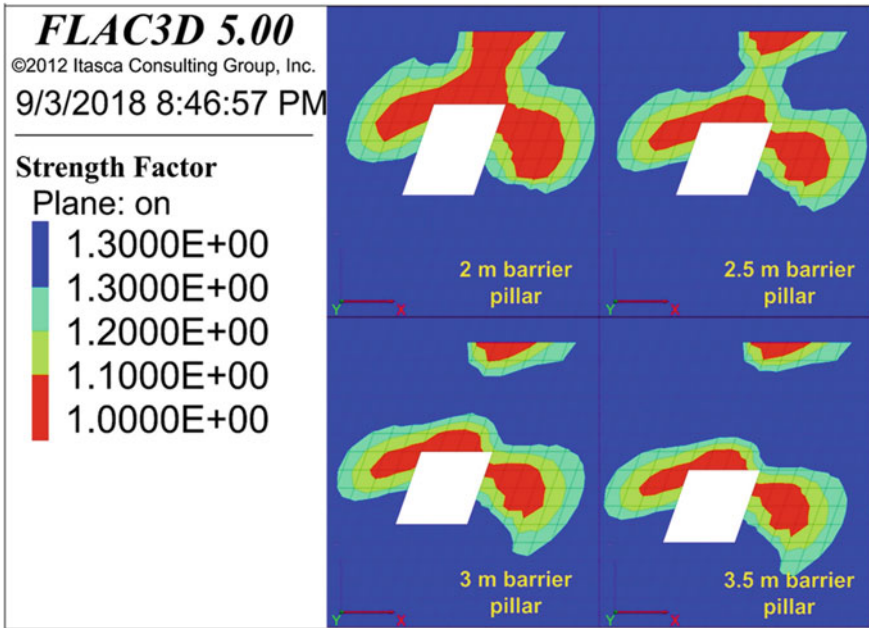 FLAC3D 5.00
©2012 Itasca Consulting Group, Inc.
9/3/2018 8:46:57 PM
Strength Factor
Plane: on
1.3000E+00
1.3000E+00
1.2000E+00
1.1000E+00
1.0000E+00
2 m barrier
pillar
Y X
2.5 m barrier
pillar
Y X
3 m barrier
pillar
Y X
3.5 m barrier
pillar
Y X